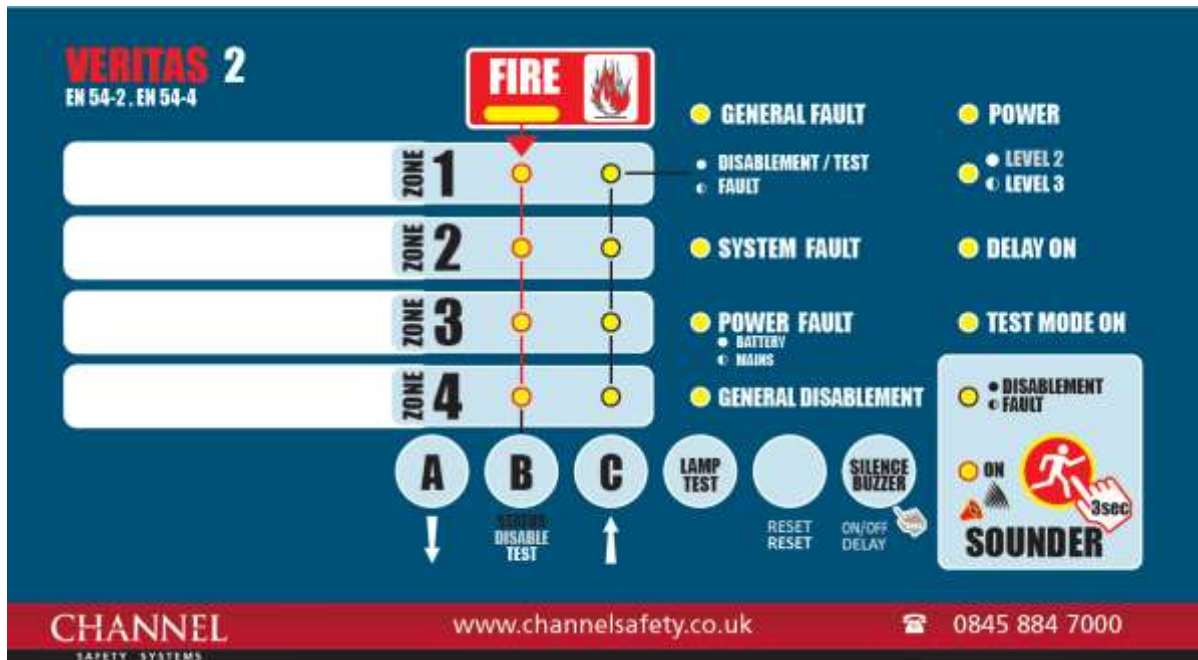 VERITAS 2
EN 54-2 . EN 54-4
FIRE
ZONE 1
ZONE 2
ZONE 3
ZONE 4
GENERAL FAULT
DISABLEMENT / TEST
FAULT
SYSTEM FAULT
POWER FAULT
BATTERY
MAINS
GENERAL DISABLEMENT
POWER
LEVEL 2
LEVEL 3
DELAY ON
TEST MODE ON
DISABLEMENT
FAULT
ON
3sec
SOUNDER
A
B
C
LAMP
TEST
SILENCE
BUZZER
DISABLE
TEST
RESET
RESET
ON/OFF
DELAY
CHANNEL
SAFETY SYSTEMS
www.channelsafety.co.uk
0845 884 7000